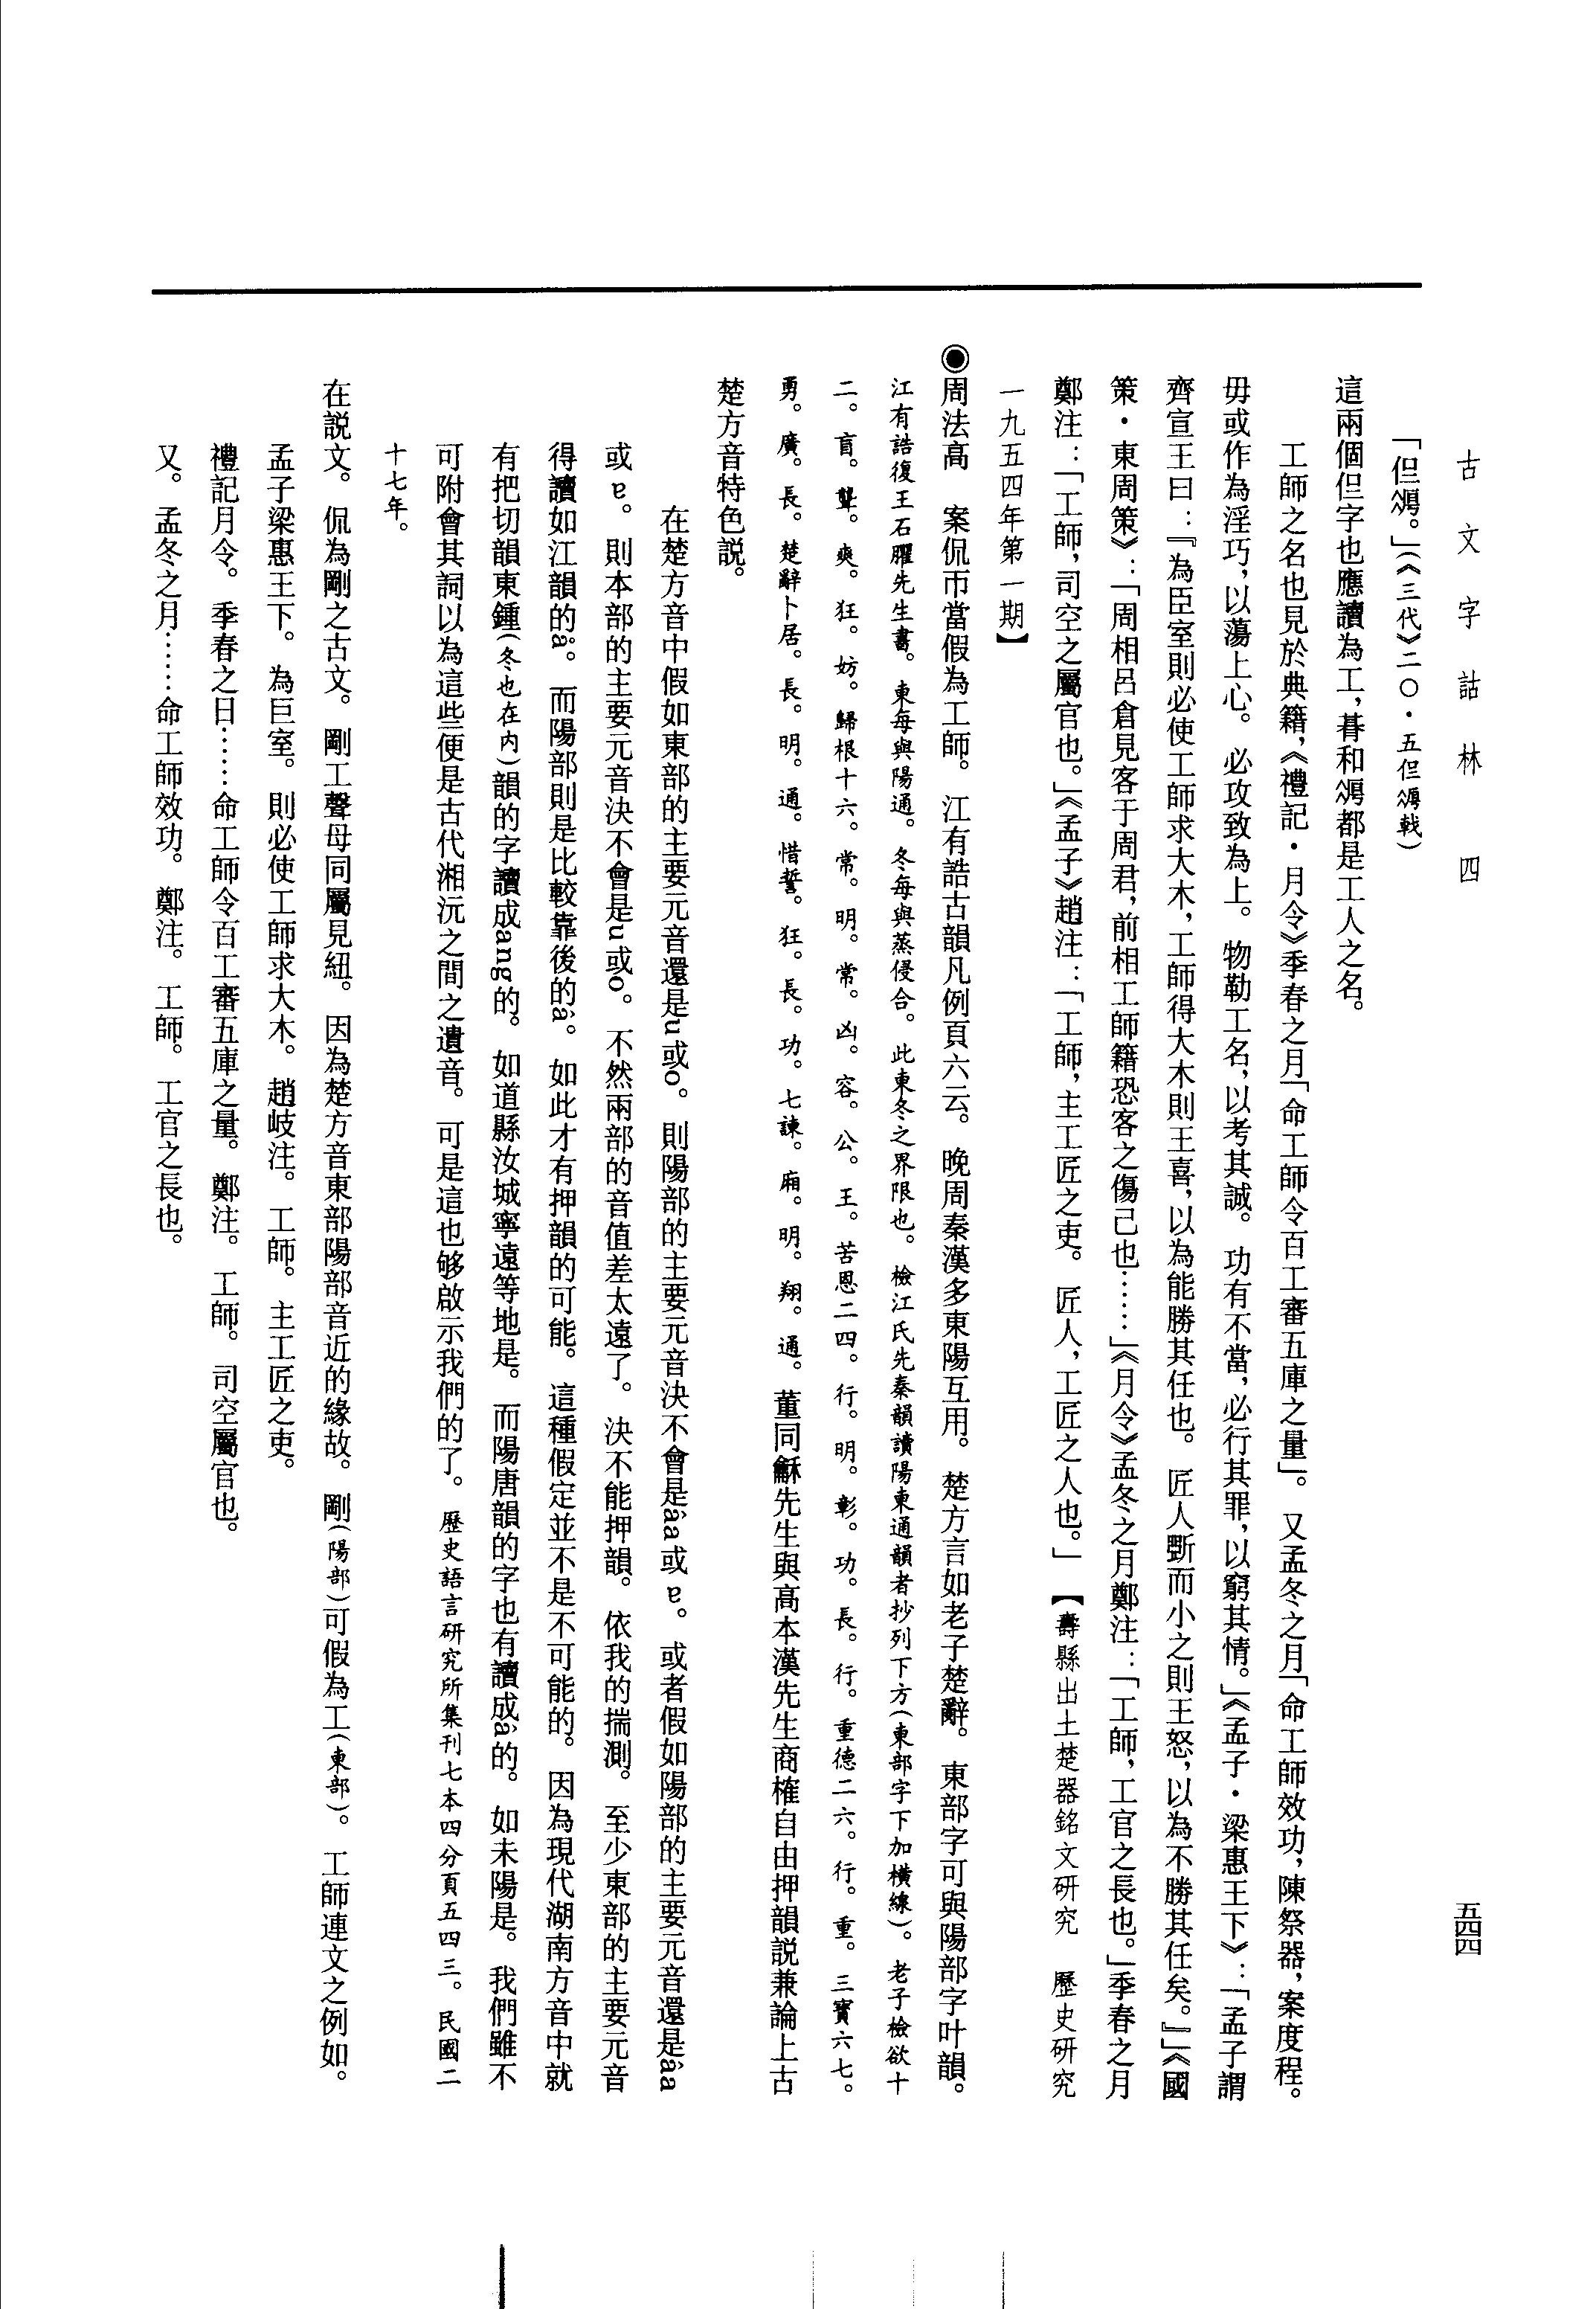 古文字詁林 四
五四四
「但𩁹。」(《三代》二〇·五但𩁹戟)
這兩個但字也應讀為工,朞和都是工人之名。
工師之名也見於典籍,《禮記·月令》季春之月「命工師令百工審五庫之量」。又孟冬之月「命工師效功,陳祭器,案度程。
毋或作為淫巧,以蕩上心。必攻致為上。物勒工名,以考其誠。功有不當,必行其罪,以窮其情。」《孟子·梁惠王下》:「孟子謂
齊宣王曰:『為臣室則必使工師求大木,工師得大木則王喜,以為能勝其任也。匠人斲而小之則王怒,以為不勝其任矣。』」《國
策·東周策》:「周相呂倉見客于周君,前相工師籍恐客之傷己也……」《月令》孟冬之月鄭注:「工師,工官之長也。」季春之月
鄭注:「工師,司空之屬官也。」《孟子》趙注:「工師,主工匠之吏。匠人,工匠之人也。」【(壽縣出土楚器銘文研究 歷史研究
一九五四年第一期】
◉周法高 案侃帀當假為工師。江有誥古韻凡例頁六云。晚周秦漢多東陽互用。楚方言如老子楚辭。東部字可與陽部字叶韻。
江有誥復王石臞先生書。東每與陽通。冬每與蒸侵合。此東冬之界限也。檢江氏先秦韻讀陽東通韻者抄列下方(東部字下加橫線)。老子檢欲十
二。盲。聾。爽。狂。妨。歸根十六。常。明。常。凶。容。公。王。苦恩二四。行。明。彰。功。長。行。重德二六。行。重。三寶六七。
勇。廣。長。楚辭卜居。長。明。通。惜誓。狂。長。功。七諫。廂。明。翔。通。董同龢先生與高本漢先生商榷自由押韻說兼論上古
楚方音特色説。
在楚方音中假如東部的主要元音還是u或o。則陽部的主要元音決不會是âa或ɐ。或者假如陽部的主要元音還是âa
或ɐ。則本部的主要元音決不會是u或o。不然兩部的音值差太遠了。決不能押韻。依我的揣測。至少東部的主要元音
得讀如江韻的å。而陽部則是比較靠後的â。如此才有押韻的可能。這種假定並不是不可能的。因為現代湖南方音中就
有把切韻東鍾(冬也在內)韻的字讀成ang的。如道縣汝城寧遠等地是。而陽唐韻的字也有讀成â的。如未陽是。我們雖不
可附會其詞以為這些便是古代湘沅之間之遺音。可是這也够啟示我們的了。歷史語言研究所集刊七本四分頁五四三。民國二
十七年。
在説文。侃為剛之古文。剛工聲母同屬見紐。因為楚方音東部陽部音近的緣故。剛(陽部)可假為工(東部)。工師連文之例如。
孟子梁惠王下。為巨室。則必使工師求大木。趙岐注。工師。主工匠之吏。
禮記月令。季春之日……命工師令百工審五庫之量。鄭注。工師。司空屬官也。
又。孟冬之月……命工師效功。鄭注。工師。工官之長也。